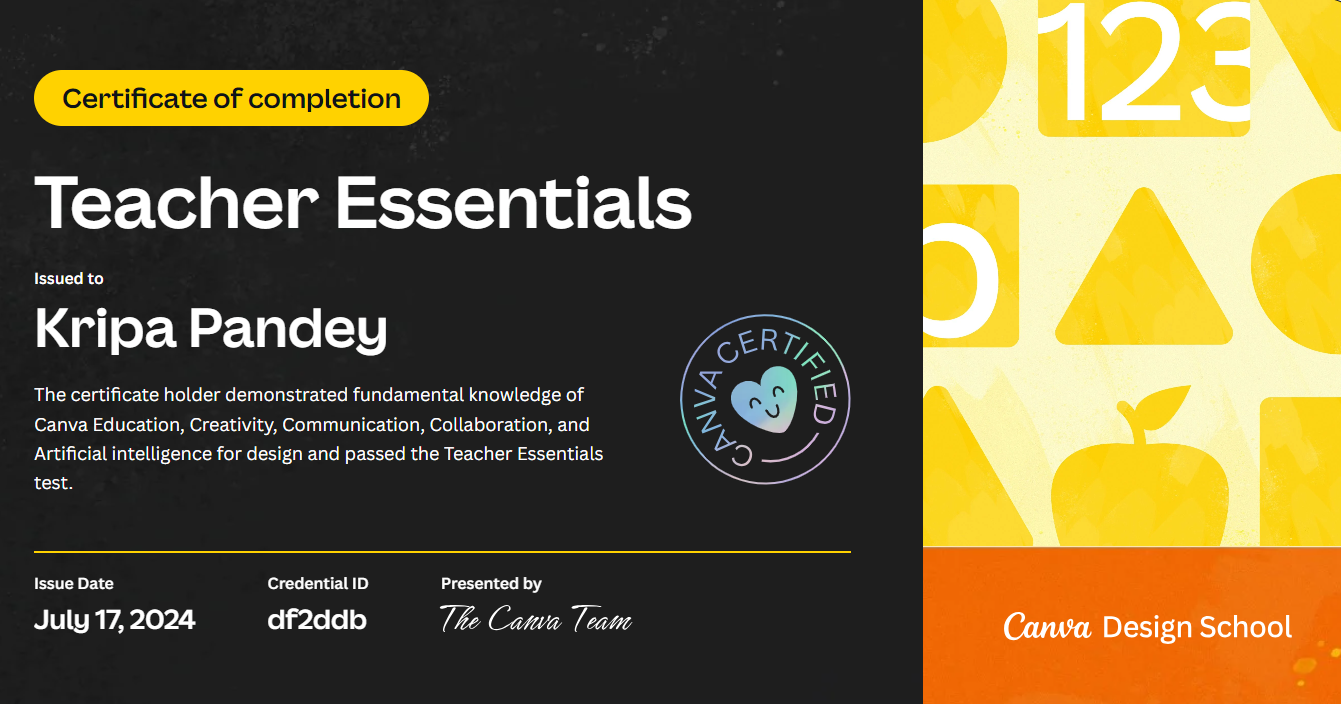 Certificate of completion
Teacher Essentials
Issued to
Kripa Pandey
The certificate holder demonstrated fundamental knowledge of
Canva Education, Creativity, Communication, Collaboration, and
Artificial intelligence for design and passed the Teacher Essentials
test.
CANVA CERTIFIED
Issue Date
July 17, 2024
Credential ID
df2ddb
Presented by
The Canva Team
123
Canva Design School